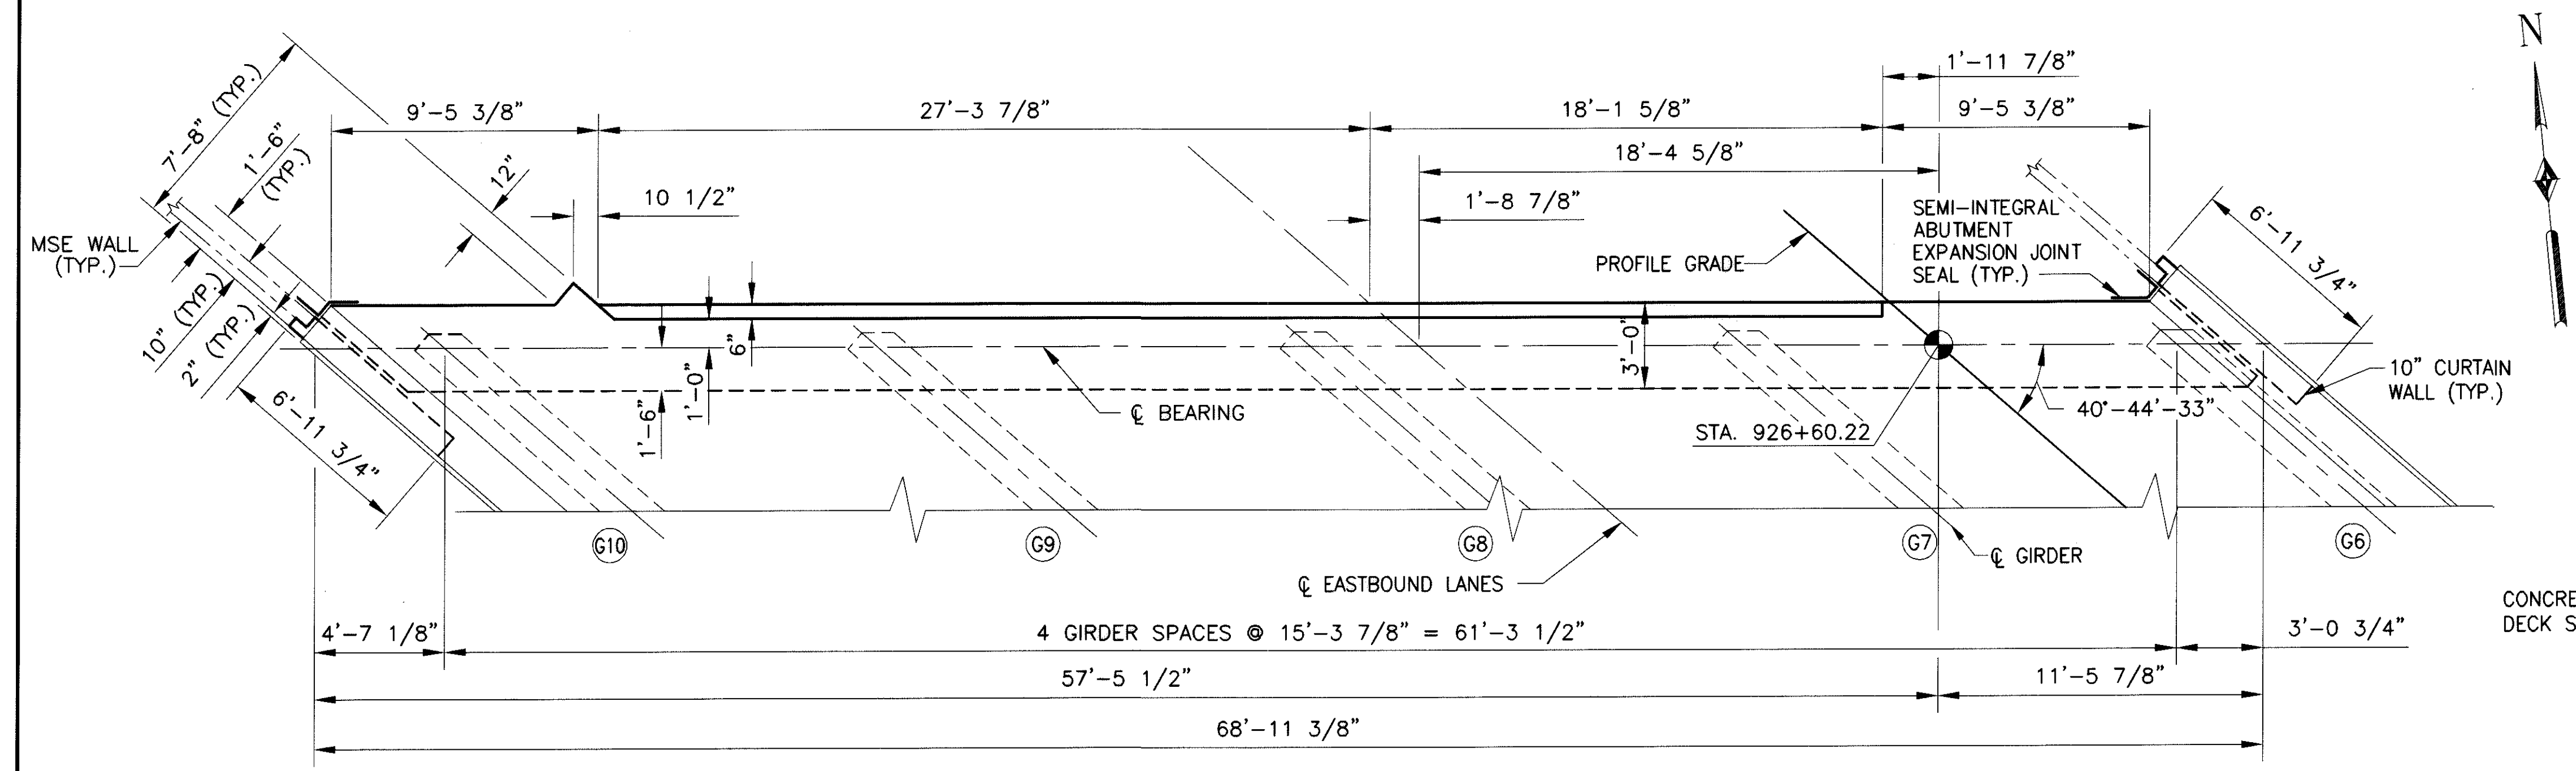 N
1'-11 7/8"
9'-5 3/8"
27'-3 7/8"
18'-1 5/8"
9'-5 3/8"
7'-8" (TYP.)
1'-6"
(TYP.)
12"
10 1/2"
18'-4 5/8"
1'-8 7/8"
SEMI-INTEGRAL
ABUTMENT
EXPANSION JOINT
SEAL (TYP.)
6'-11 3/4"
MSE WALL
(TYP.)
PROFILE GRADE
10" (TYP.)
2" (TYP.)
6'-11 3/4"
6"
1'-0"
1'-6"
3'-0"
℄ BEARING
STA. 926+60.22
40°-44'-33"
10" CURTAIN
WALL (TYP.)
G10
G9
G8
G7
G6
℄ GIRDER
℄ EASTBOUND LANES
CONCRE
DECK S
4'-7 1/8"
4 GIRDER SPACES @ 15'-3 7/8" = 61'-3 1/2"
3'-0 3/4"
57'-5 1/2"
11'-5 7/8"
68'-11 3/8"